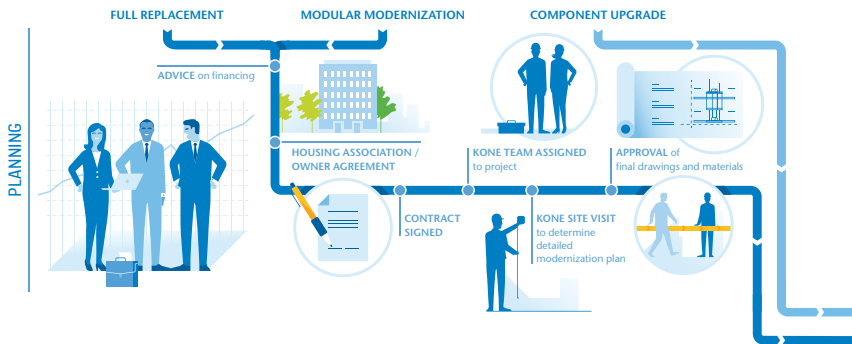 FULL REPLACEMENT
MODULAR MODERNIZATION
COMPONENT UPGRADE
PLANNING
ADVICE on financing
HOUSING ASSOCIATION /
OWNER AGREEMENT
CONTRACT
SIGNED
KONE TEAM ASSIGNED
to project
KONE SITE VISIT
to determine
detailed
modernization plan
APPROVAL of
final drawings and materials